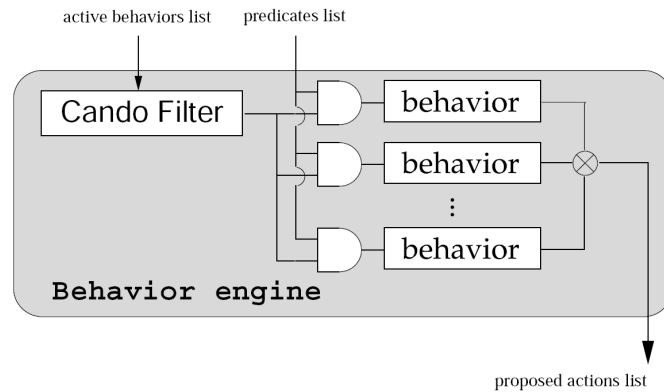 active behaviors list
predicates list
Cando Filter
behavior
behavior
behavior
Behavior engine
proposed actions list